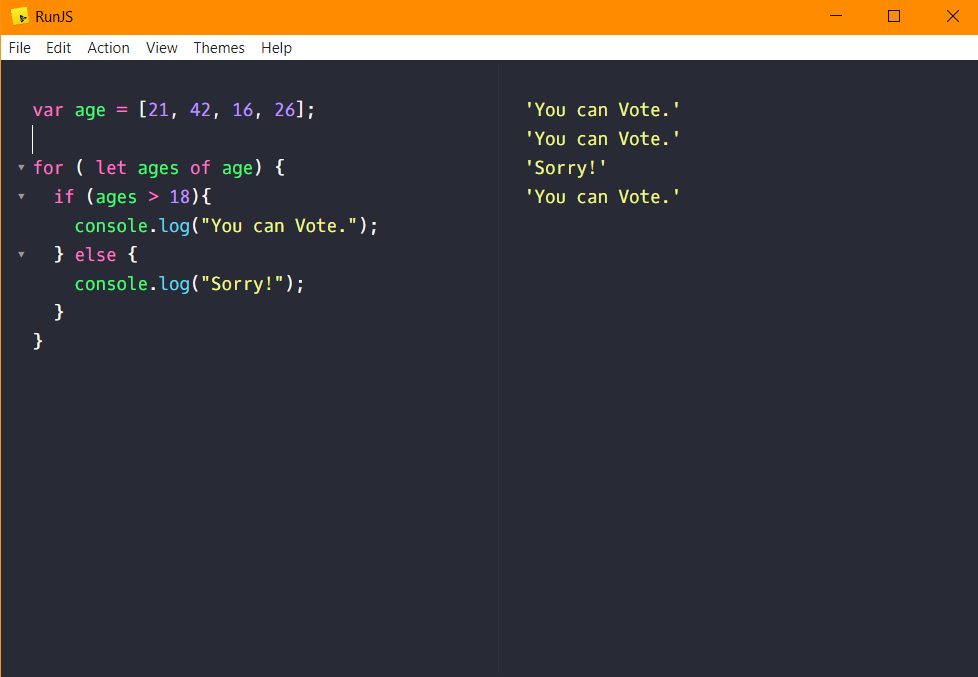 RunJS
File Edit Action View Themes Help
var age = [21, 42, 16, 26];
for ( let ages of age) {
  if (ages > 18){
    console.log("You can Vote.");
  } else {
    console.log("Sorry!");
  }
}
'You can Vote.'
'You can Vote.'
'Sorry!'
'You can Vote.'